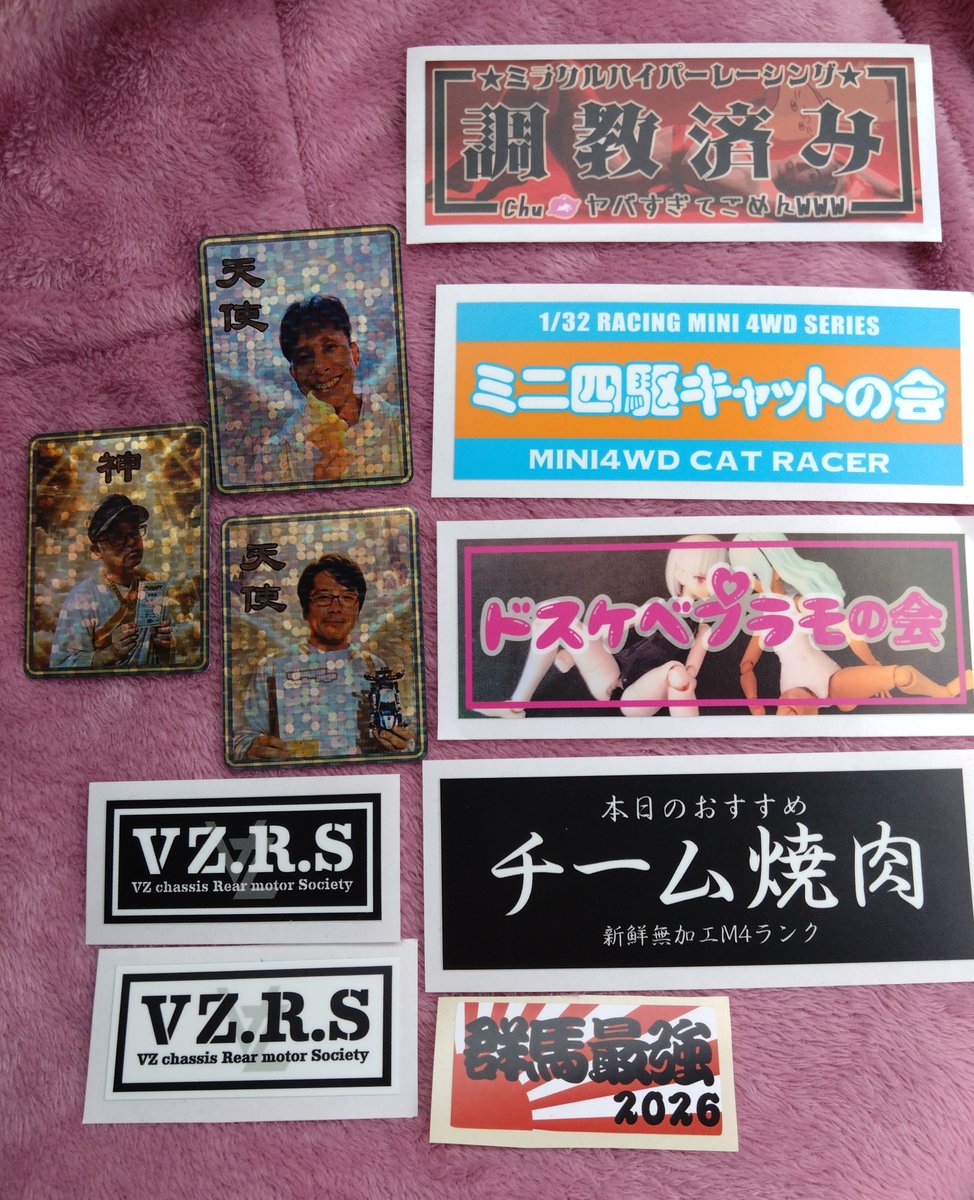 ★ミラクルハイパーレーシング★
調教済み
Chu ヤバすぎてごめんwww
天使
1/32 RACING MINI 4WD SERIES
ミニ四駆キャットの会
MINI4WD CAT RACER
神
天使
ドスケベプラモの会
VZ.R.S
VZ chassis Rear motor Society
本日のおすすめ
チーム焼肉
新鮮無加工M4ランク
VZ.R.S
VZ chassis Rear motor Society
群馬最強
2026